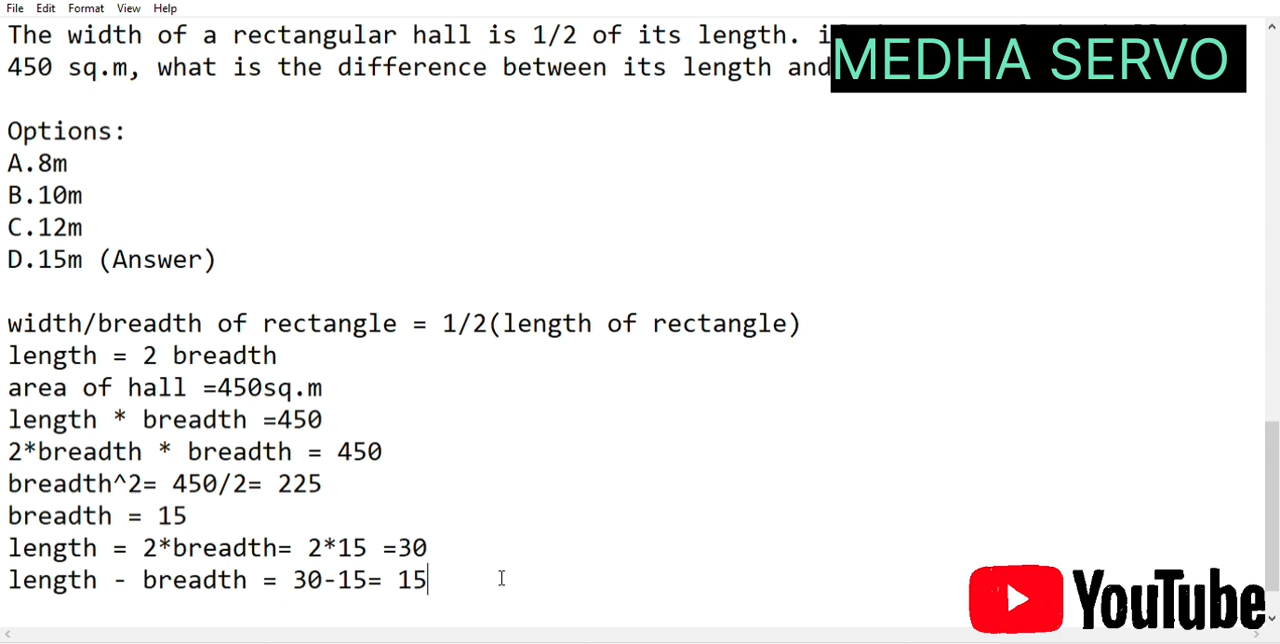 File Edit Format View Help
The width of a rectangular hall is 1/2 of its length.
MEDHA SERVO
450 sq.m, what is the difference between its length and
Options:
A.8m
B.10m
C.12m
D.15m (Answer)
width/breadth of rectangle = 1/2(length of rectangle)
length = 2 breadth
area of hall =450sq.m
length * breadth =450
2*breadth * breadth = 450
breadth^2= 450/2= 225
breadth = 15
length = 2*breadth= 2*15 =30
length - breadth = 30-15= 15
YouTube